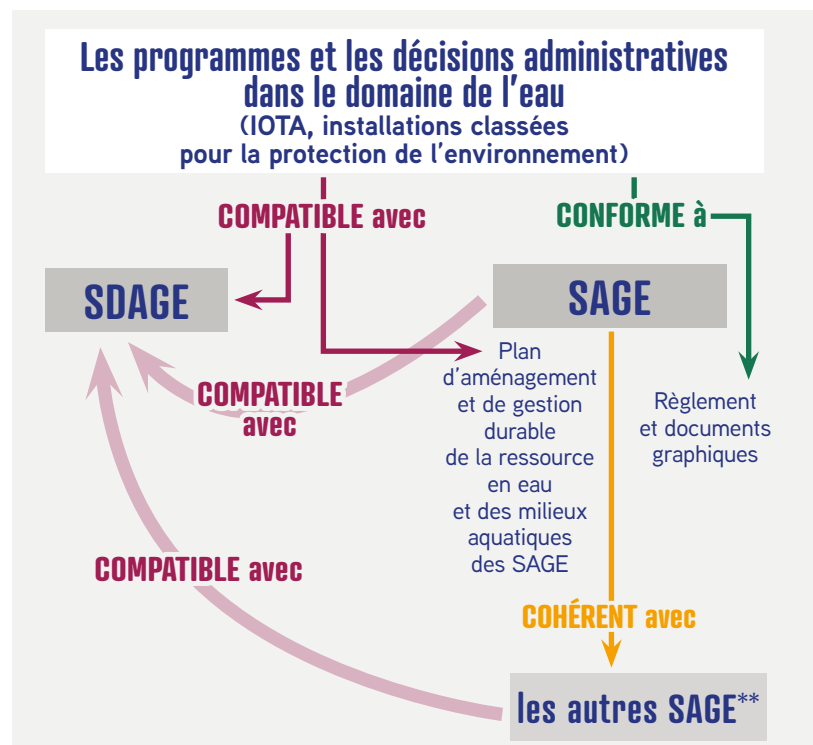 Les programmes et les décisions administratives
dans le domaine de l'eau
(IOTA, installations classées
pour la protection de l'environnement)
COMPATIBLE avec
CONFORME à
SDAGE
SAGE
COMPATIBLE
avec
Plan
d'aménagement
et de gestion
durable
de la ressource
en eau
et des milieux
aquatiques
des SAGE
Règlement
et documents
graphiques
COMPATIBLE avec
COHÉRENT avec
les autres SAGE**